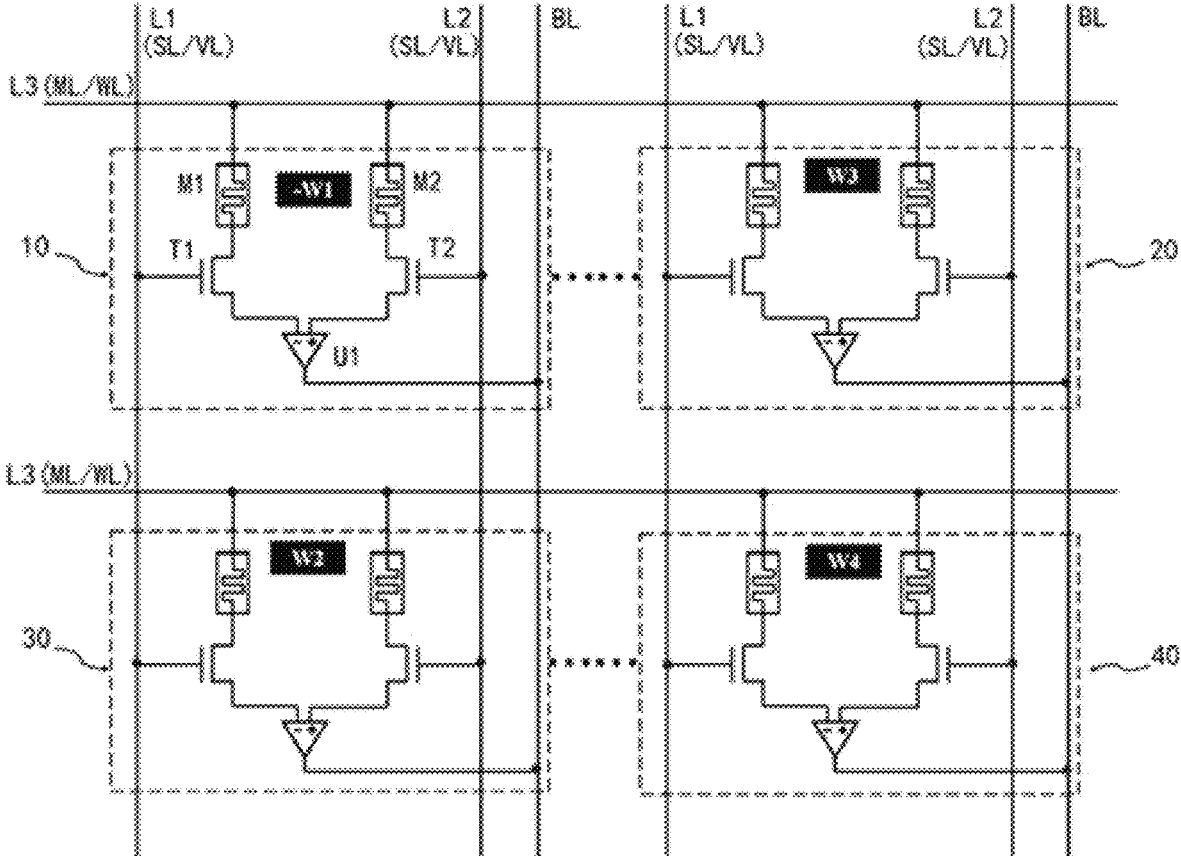 L1 L2 BL L1 L2 BL
(SL/VL) (SL/VL) (SL/VL) (SL/VL)
L3 (ML/WL)
M1 -W1 M2 W3
10 T1 T2 20
- + U1 - +
L3 (ML/WL)
W2 W4
30 40
- + - +